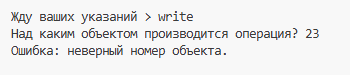 Жду ваших указаний > write
Над каким объектом производится операция? 23
Ошибка: неверный номер объекта.